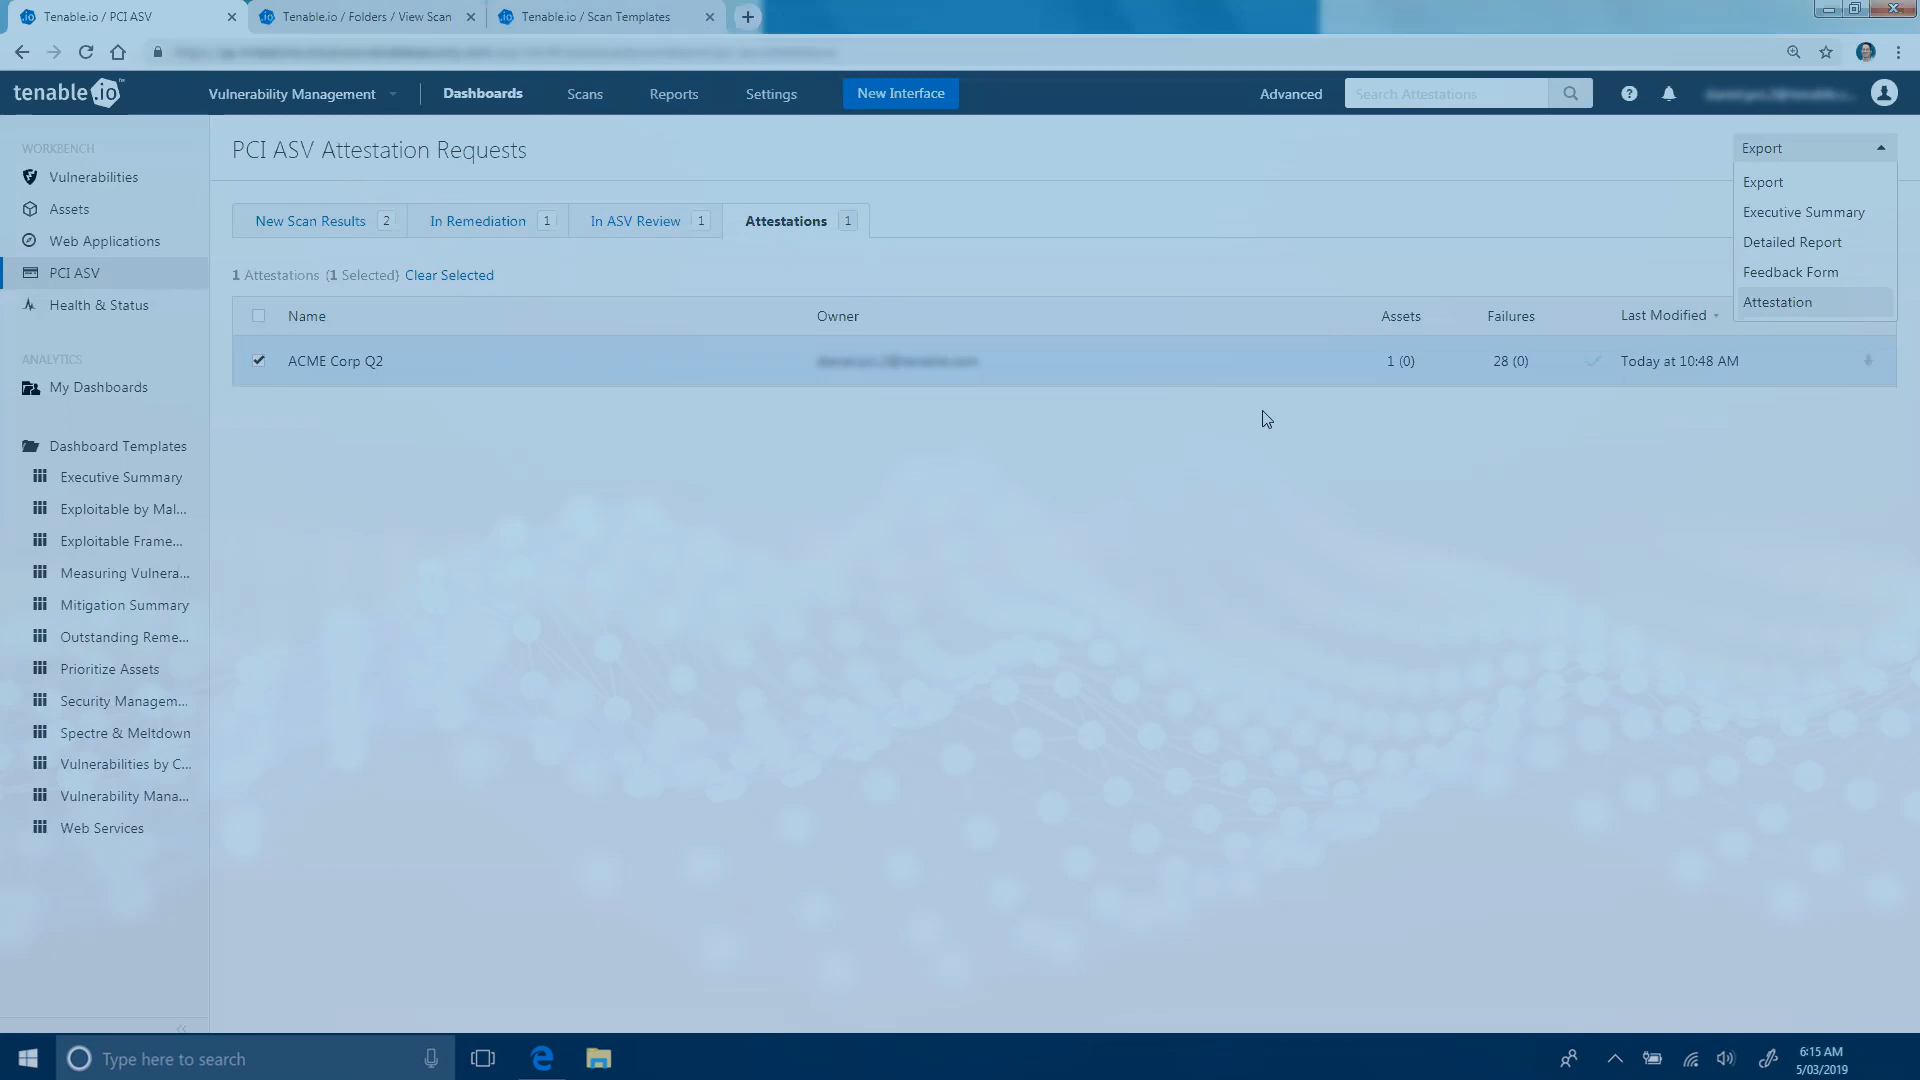 Tenable.io / PCI ASV
Tenable.io / Folders / View Scan
Tenable.io / Scan Templates
tenable.io
Vulnerability Management
Dashboards
Scans
Reports
Settings
New Interface
Advanced
Search Attestations
WORKBENCH
Vulnerabilities
Assets
Web Applications
PCI ASV
Health & Status
ANALYTICS
My Dashboards
Dashboard Templates
Executive Summary
Exploitable by Mal...
Exploitable Frame...
Measuring Vulnera...
Mitigation Summary
Outstanding Reme...
Prioritize Assets
Security Managem...
Spectre & Meltdown
Vulnerabilities by C...
Vulnerability Mana...
Web Services
PCI ASV Attestation Requests
Export
Export
Executive Summary
Detailed Report
Feedback Form
Attestation
New Scan Results 2
In Remediation 1
In ASV Review 1
Attestations 1
1 Attestations (1 Selected) Clear Selected
Name Owner Assets Failures Last Modified
ACME Corp Q2 1 (0) 28 (0) Today at 10:48 AM
Type here to search
6:15 AM
5/03/2019